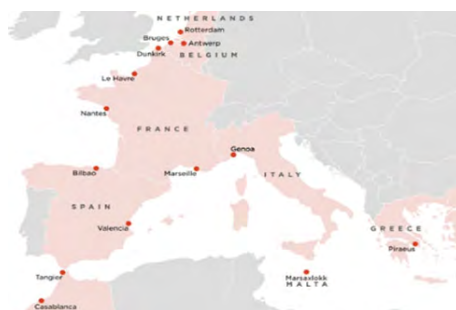 NETHERLANDS
Rotterdam
Bruges
Antwerp
Dunkirk
BELGIUM
Le Havre
Nantes
FRANCE
Genoa
Bilbao
Marseille
ITALY
SPAIN
Valencia
GREECE
Piraeus
Tangier
Marsaxlokk
MALTA
Casablanca